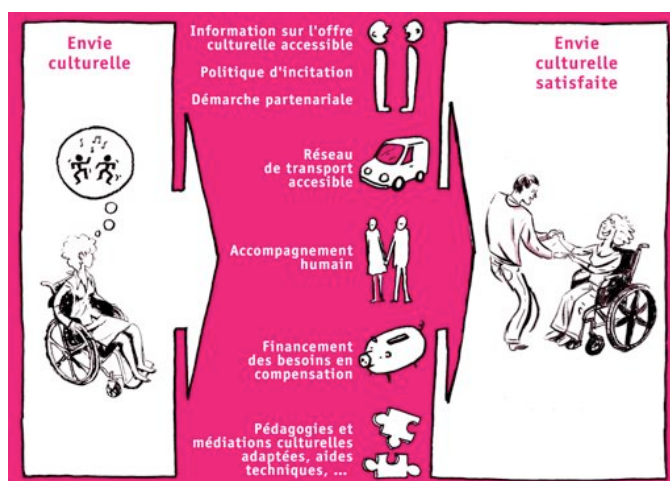 Envie
culturelle
Information sur l'offre
culturelle accessible
Politique d'incitation
Démarche partenariale
Réseau
de transport
accesible
Accompagnement
humain
Financement
des besoins en
compensation
Pédagogies et
médiations culturelles
adaptées, aides
techniques, ...
Envie
culturelle
satisfaite